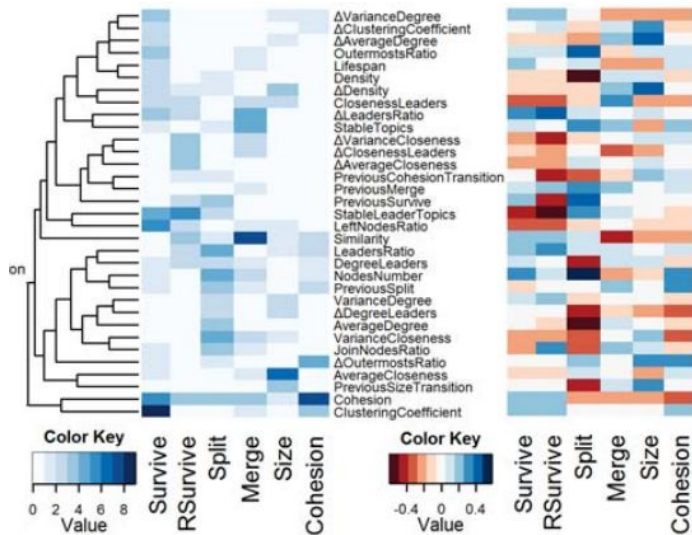 ΔVarianceDegree
ΔClusteringCoefficient
ΔAverageDegree
OutermostsRatio
Lifespan
Density
ΔDensity
ClosenessLeaders
ΔLeadersRatio
StableTopics
ΔVarianceCloseness
ΔClosenessLeaders
ΔAverageCloseness
PreviousCohesionTransition
PreviousMerge
PreviousSurvive
StableLeaderTopics
LeftNodesRatio
Similarity
on
LeadersRatio
DegreeLeaders
NodesNumber
PreviousSplit
VarianceDegree
ΔDegreeLeaders
AverageDegree
VarianceCloseness
JoinNodesRatio
ΔOutermostsRatio
AverageCloseness
PreviousSizeTransition
Cohesion
ClusteringCoefficient
Color Key
0 2 4 6 8
Value
Survive
RSurvive
Split
Merge
Size
Cohesion
Color Key
-0.4 0 0.4
Value
Survive
RSurvive
Split
Merge
Size
Cohesion